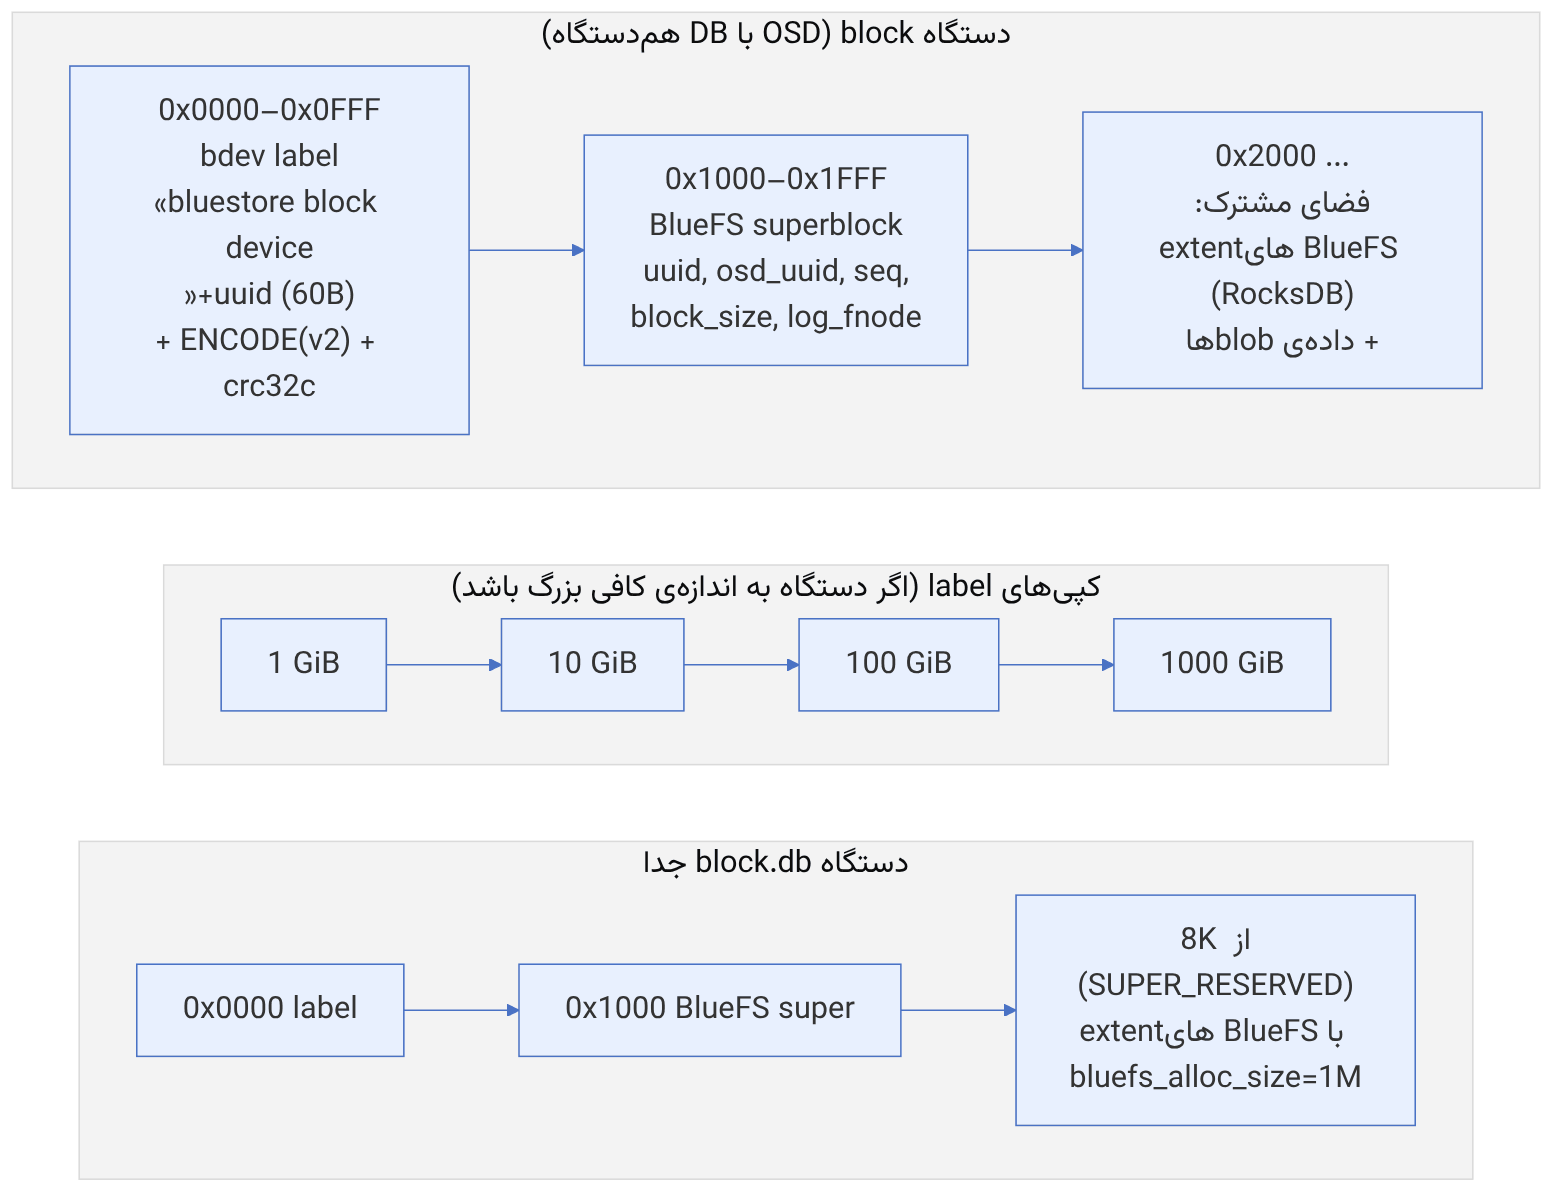 دستگاه block (OSD با DB هم‌دستگاه)
0x0000–0x0FFF
bdev label
«bluestore block
device
»+uuid (60B)
+ ENCODE(v2) +
crc32c
0x1000–0x1FFF
BlueFS superblock
uuid, osd_uuid, seq,
block_size, log_fnode
0x2000 ...
فضای مشترک:
extentهای BlueFS
(RocksDB)
+ داده‌ی blobها
کپی‌های label (اگر دستگاه به اندازه‌ی کافی بزرگ باشد)
1 GiB
10 GiB
100 GiB
1000 GiB
دستگاه block.db جدا
0x0000 label
0x1000 BlueFS super
از 8K
(SUPER_RESERVED)
extentهای BlueFS با
bluefs_alloc_size=1M